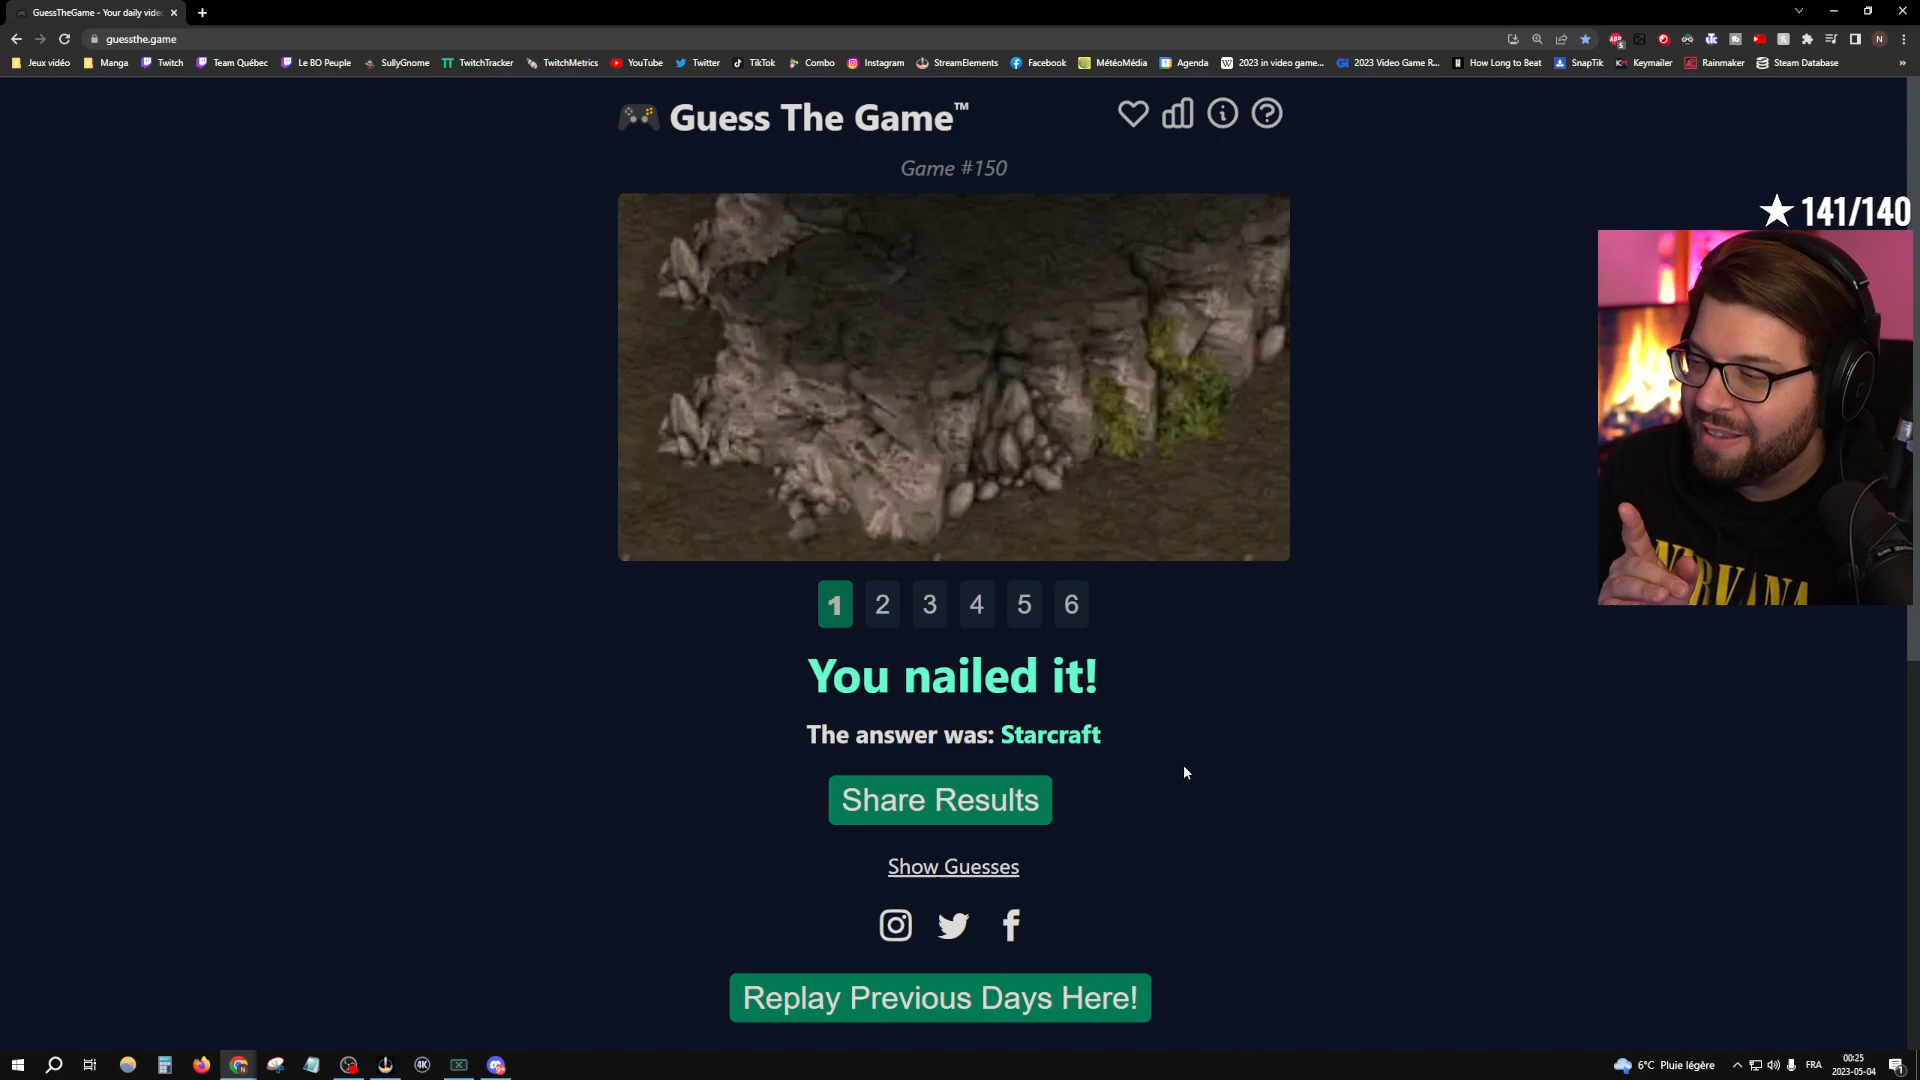 GuessTheGame - Your daily vide
guessthe.game
Jeux vidéo Manga Twitch Team Québec Le BO Peuple SullyGnome TwitchTracker TwitchMetrics YouTube Twitter TikTok Combo Instagram StreamElements Facebook MétéoMédia Agenda 2023 in video game... 2023 Video Game R... How Long to Beat SnapTik Keymailer Rainmaker Steam Database
Guess The Game™
Game #150
141/140
NIRVANA
1 2 3 4 5 6
You nailed it!
The answer was: Starcraft
Share Results
Show Guesses
Replay Previous Days Here!
6°C Pluie légère FRA 00:25
2023-05-04